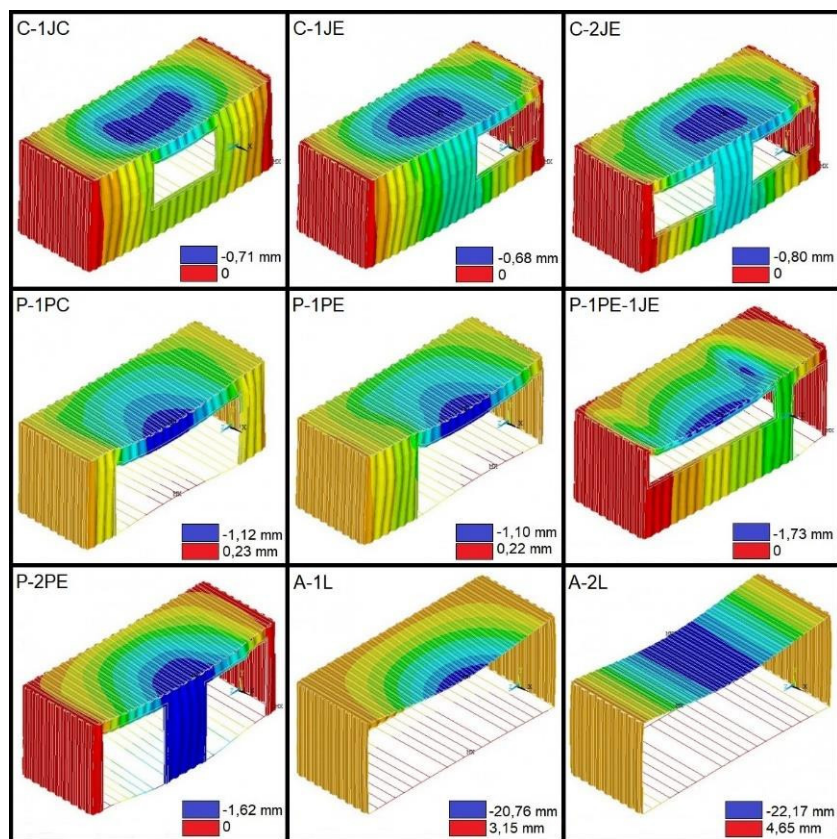 C-1JC
-0,71 mm
0
C-1JE
-0,68 mm
0
C-2JE
-0,80 mm
0
P-1PC
-1,12 mm
0,23 mm
P-1PE
-1,10 mm
0,22 mm
P-1PE-1JE
-1,73 mm
0
P-2PE
-1,62 mm
0
A-1L
-20,76 mm
3,15 mm
A-2L
-22,17 mm
4,65 mm